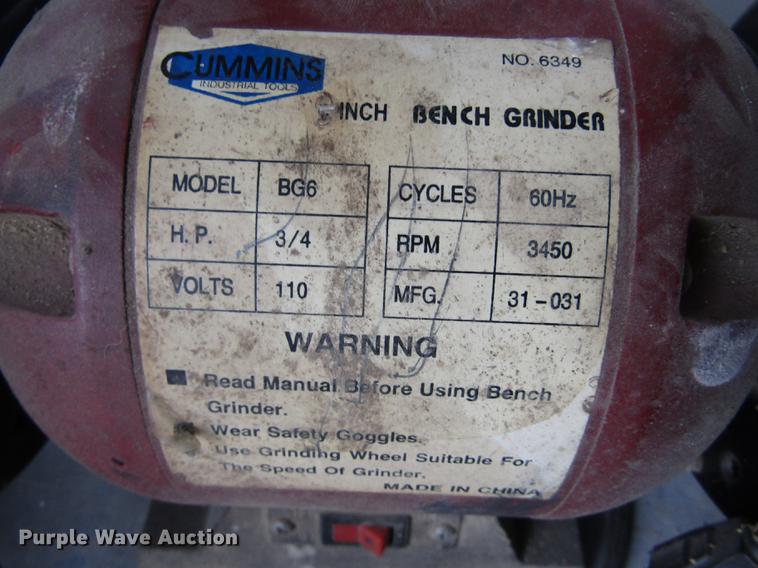 CUMMINS
INDUSTRIAL TOOLS
NO. 6349
INCH BENCH GRINDER
MODEL BG6
H.P. 3/4
VOLTS 110
CYCLES 60Hz
RPM 3450
MFG. 31-031
WARNING
Read Manual Before Using Bench
Grinder.
Wear Safety Goggles.
Use Grinding Wheel Suitable For
The Speed Of Grinder.
MADE IN CHINA
Purple Wave Auction